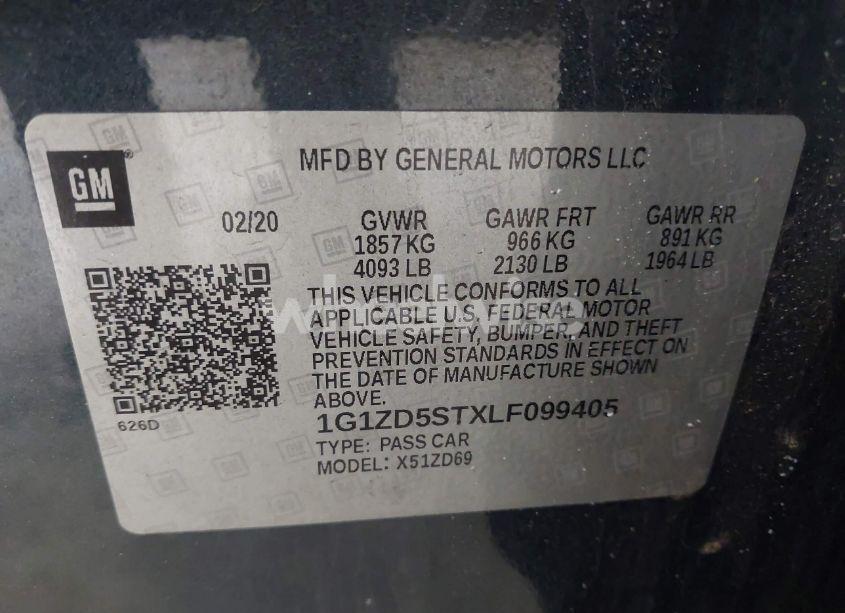 GM
MFD BY GENERAL MOTORS LLC
02/20 GVWR GAWR FRT GAWR RR
1857 KG 966 KG 891 KG
4093 LB 2130 LB 1964 LB
THIS VEHICLE CONFORMS TO ALL
APPLICABLE U.S. FEDERAL MOTOR
VEHICLE SAFETY, BUMPER, AND THEFT
PREVENTION STANDARDS IN EFFECT ON
THE DATE OF MANUFACTURE SHOWN
ABOVE.
626D
1G1ZD5STXLF099405
TYPE: PASS CAR
MODEL: X51ZD69